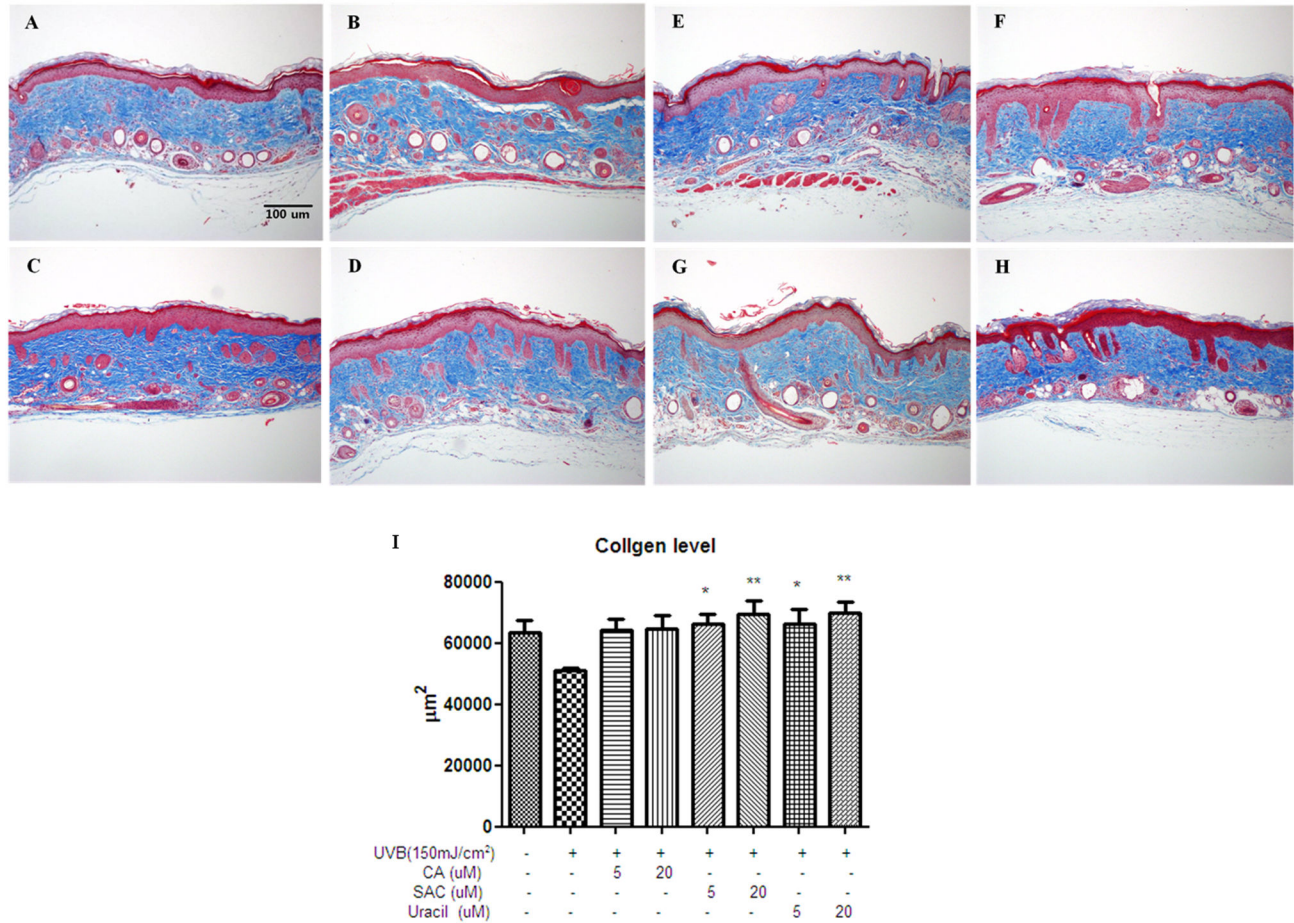 A B E F
100 um
C D G H
I
Collgen level
80000
60000
40000
20000
0
μm²
* ** * **
UVB(150mJ/cm²) - + + + + + + +
CA (uM) - - 5 20 - - - -
SAC (uM) - - - - 5 20 - -
Uracil (uM) - - - - - - 5 20